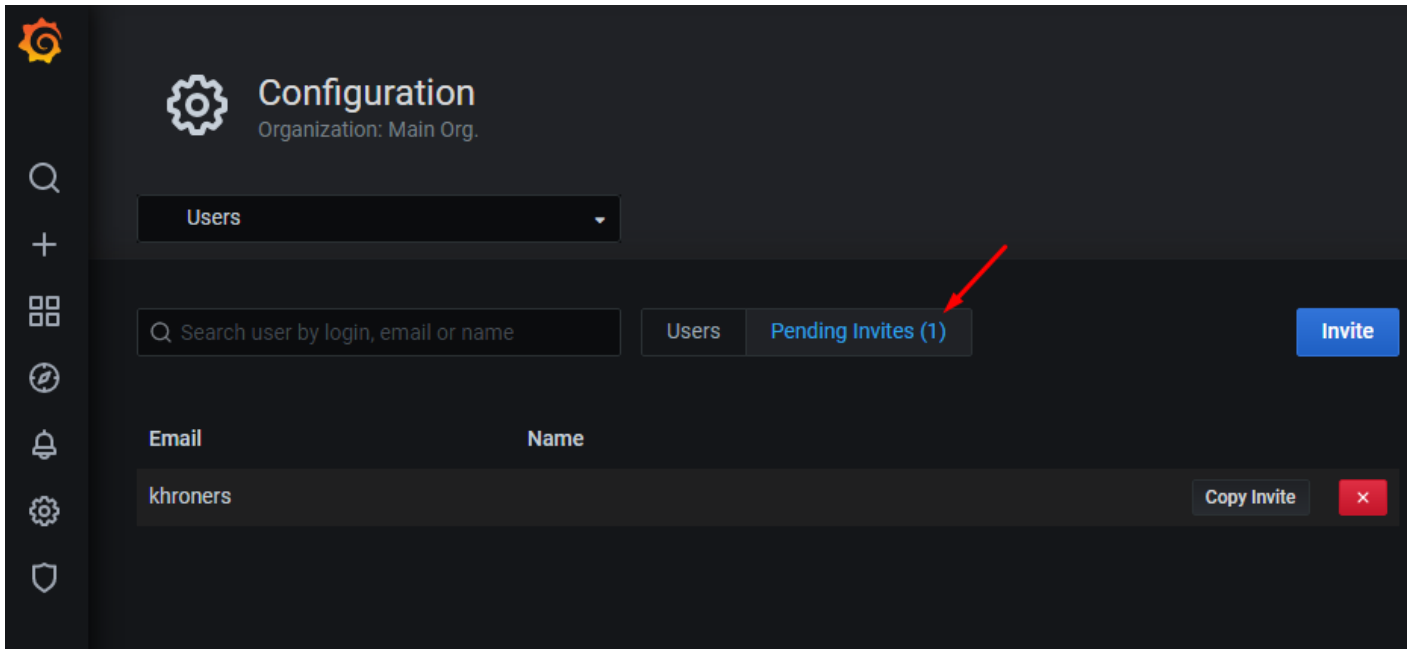 Configuration
Organization: Main Org.
Users
Search user by login, email or name
Users
Pending Invites (1)
Invite
Email Name
khroners
Copy Invite
×